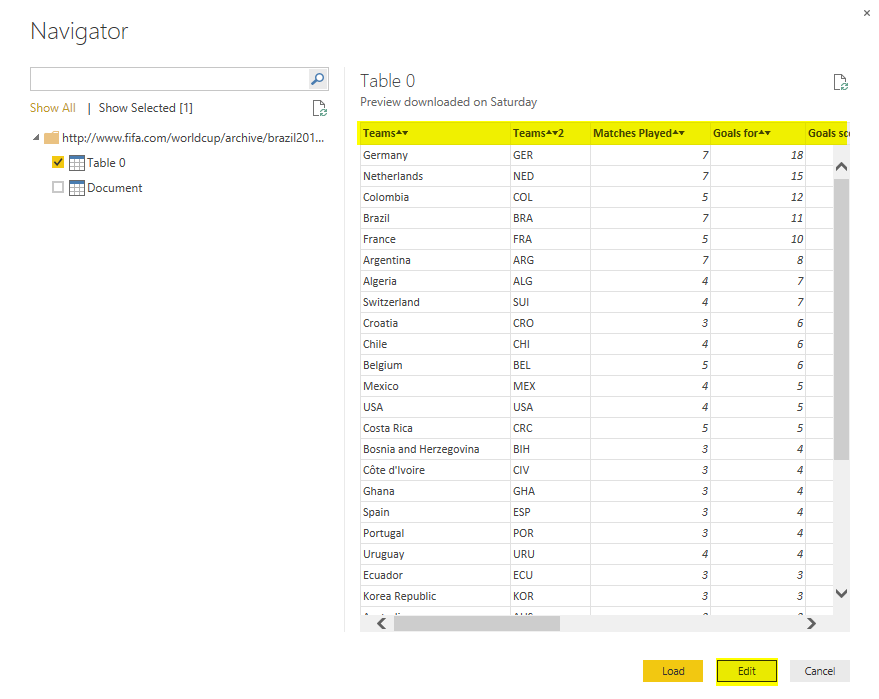 ×
Navigator
Show All | Show Selected [1]
http://www.fifa.com/worldcup/archive/brazil201...
Table 0
Document
Table 0
Preview downloaded on Saturday
Teams▲▼ Teams▲▼2 Matches Played▲▼ Goals for▲▼ Goals sc
Germany GER 7 18
Netherlands NED 7 15
Colombia COL 5 12
Brazil BRA 7 11
France FRA 5 10
Argentina ARG 7 8
Algeria ALG 4 7
Switzerland SUI 4 7
Croatia CRO 3 6
Chile CHI 4 6
Belgium BEL 5 6
Mexico MEX 4 5
USA USA 4 5
Costa Rica CRC 5 5
Bosnia and Herzegovina BIH 3 4
Côte d'Ivoire CIV 3 4
Ghana GHA 3 4
Spain ESP 3 4
Portugal POR 3 4
Uruguay URU 4 4
Ecuador ECU 3 3
Korea Republic KOR 3 3
Load Edit Cancel